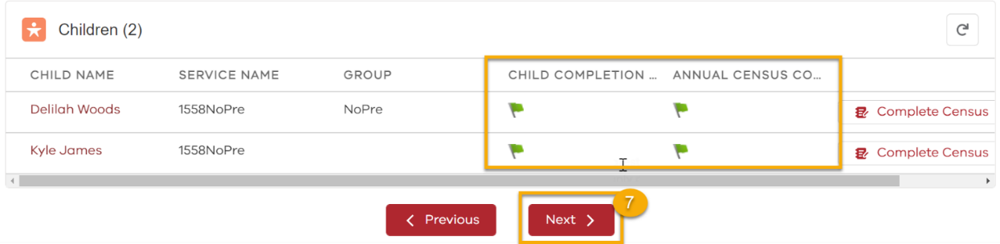 Children (2)
CHILD NAME SERVICE NAME GROUP CHILD COMPLETION ... ANNUAL CENSUS CO...
Delilah Woods 1558NoPre NoPre Complete Census
Kyle James 1558NoPre Complete Census
Previous Next 7